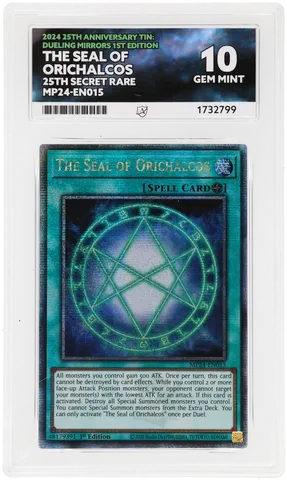 2024 25TH ANNIVERSARY TIN:
DUELING MIRRORS 1ST EDITION
THE SEAL OF
ORICHALCOS
25TH SECRET RARE
MP24-EN015
10
GEM MINT
1732799
THE SEAL OF ORICHALCOS
[SPELL CARD]
MP24-EN015
All monsters you control gain 500 ATK. Once per turn, this card
cannot be destroyed by card effects. While you control 2 or more
face-up Attack Position monsters, your opponent cannot target
your monster(s) with the lowest ATK for an attack. If this card is
activated: Destroy all Special Summoned monsters you control.
You cannot Special Summon monsters from the Extra Deck. You can
only activate "The Seal of Orichalcos" once per Duel.
48179391 1st Edition